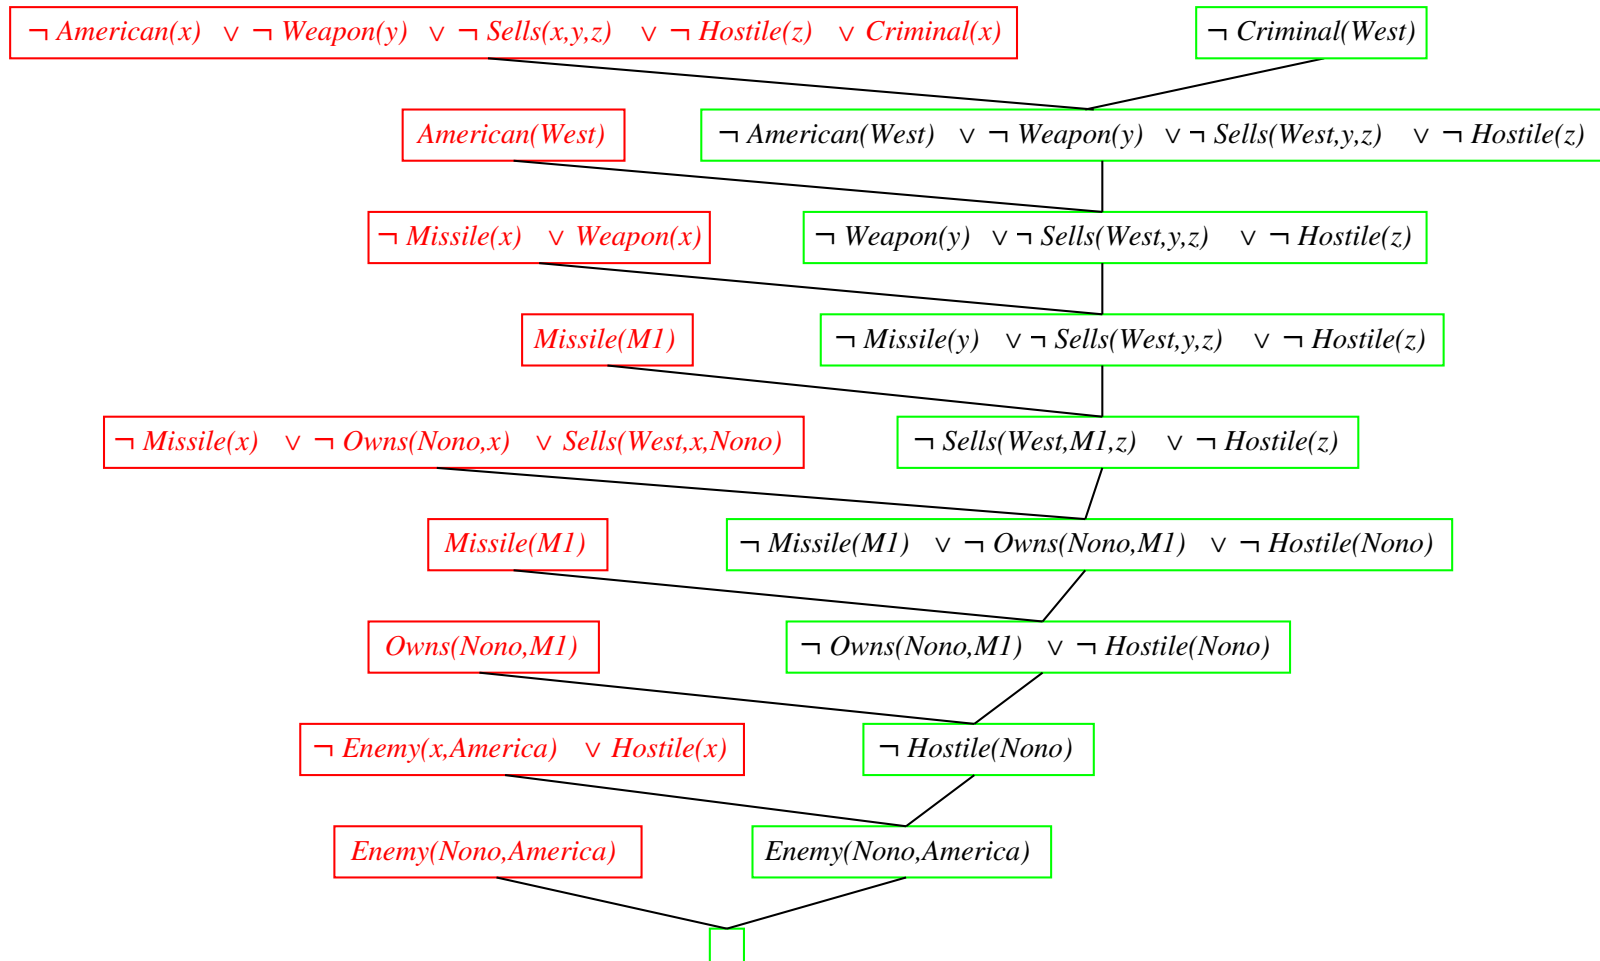 ¬ American(x) ∨ ¬ Weapon(y) ∨ ¬ Sells(x,y,z) ∨ ¬ Hostile(z) ∨ Criminal(x)
¬ Criminal(West)
American(West)
¬ American(West) ∨ ¬ Weapon(y) ∨ ¬ Sells(West,y,z) ∨ ¬ Hostile(z)
¬ Missile(x) ∨ Weapon(x)
¬ Weapon(y) ∨ ¬ Sells(West,y,z) ∨ ¬ Hostile(z)
Missile(M1)
¬ Missile(y) ∨ ¬ Sells(West,y,z) ∨ ¬ Hostile(z)
¬ Missile(x) ∨ ¬ Owns(Nono,x) ∨ Sells(West,x,Nono)
¬ Sells(West,M1,z) ∨ ¬ Hostile(z)
Missile(M1)
¬ Missile(M1) ∨ ¬ Owns(Nono,M1) ∨ ¬ Hostile(Nono)
Owns(Nono,M1)
¬ Owns(Nono,M1) ∨ ¬ Hostile(Nono)
¬ Enemy(x,America) ∨ Hostile(x)
¬ Hostile(Nono)
Enemy(Nono,America)
Enemy(Nono,America)